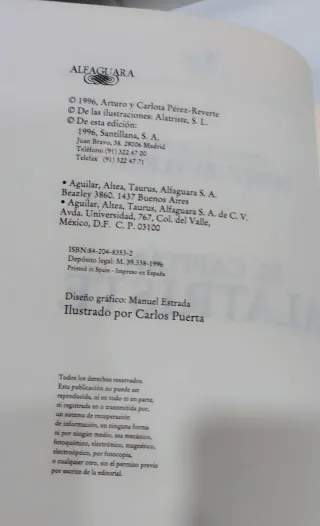 ALFAGUARA
© 1996, Arturo y Carlota Pérez-Reverte
© De las ilustraciones: Alatriste, S. L.
© De esta edición:
1996, Santillana, S. A.
Juan Bravo, 38. 28006 Madrid
Teléfono (91) 322 47 00
Telefax (91) 322 47 71
• Aguilar, Altea, Taurus, Alfaguara S. A.
Beazley 3860. 1437 Buenos Aires
• Aguilar, Altea, Taurus, Alfaguara S. A. de C. V.
Avda. Universidad, 767, Col. del Valle,
México, D.F. C. P. 03100
ISBN:84-204-8353-2
Depósito legal: M. 39.338-1996
Printed in Spain - Impreso en España
Diseño gráfico: Manuel Estrada
Ilustrado por Carlos Puerta
Todos los derechos reservados.
Esta publicación no puede ser
reproducida, ni en todo ni en parte,
ni registrada en o transmitida por,
un sistema de recuperación
de información, en ninguna forma
ni por ningún medio, sea mecánico,
fotoquímico, electrónico, magnético,
electroóptico, por fotocopia,
o cualquier otro, sin el permiso previo
por escrito de la editorial.